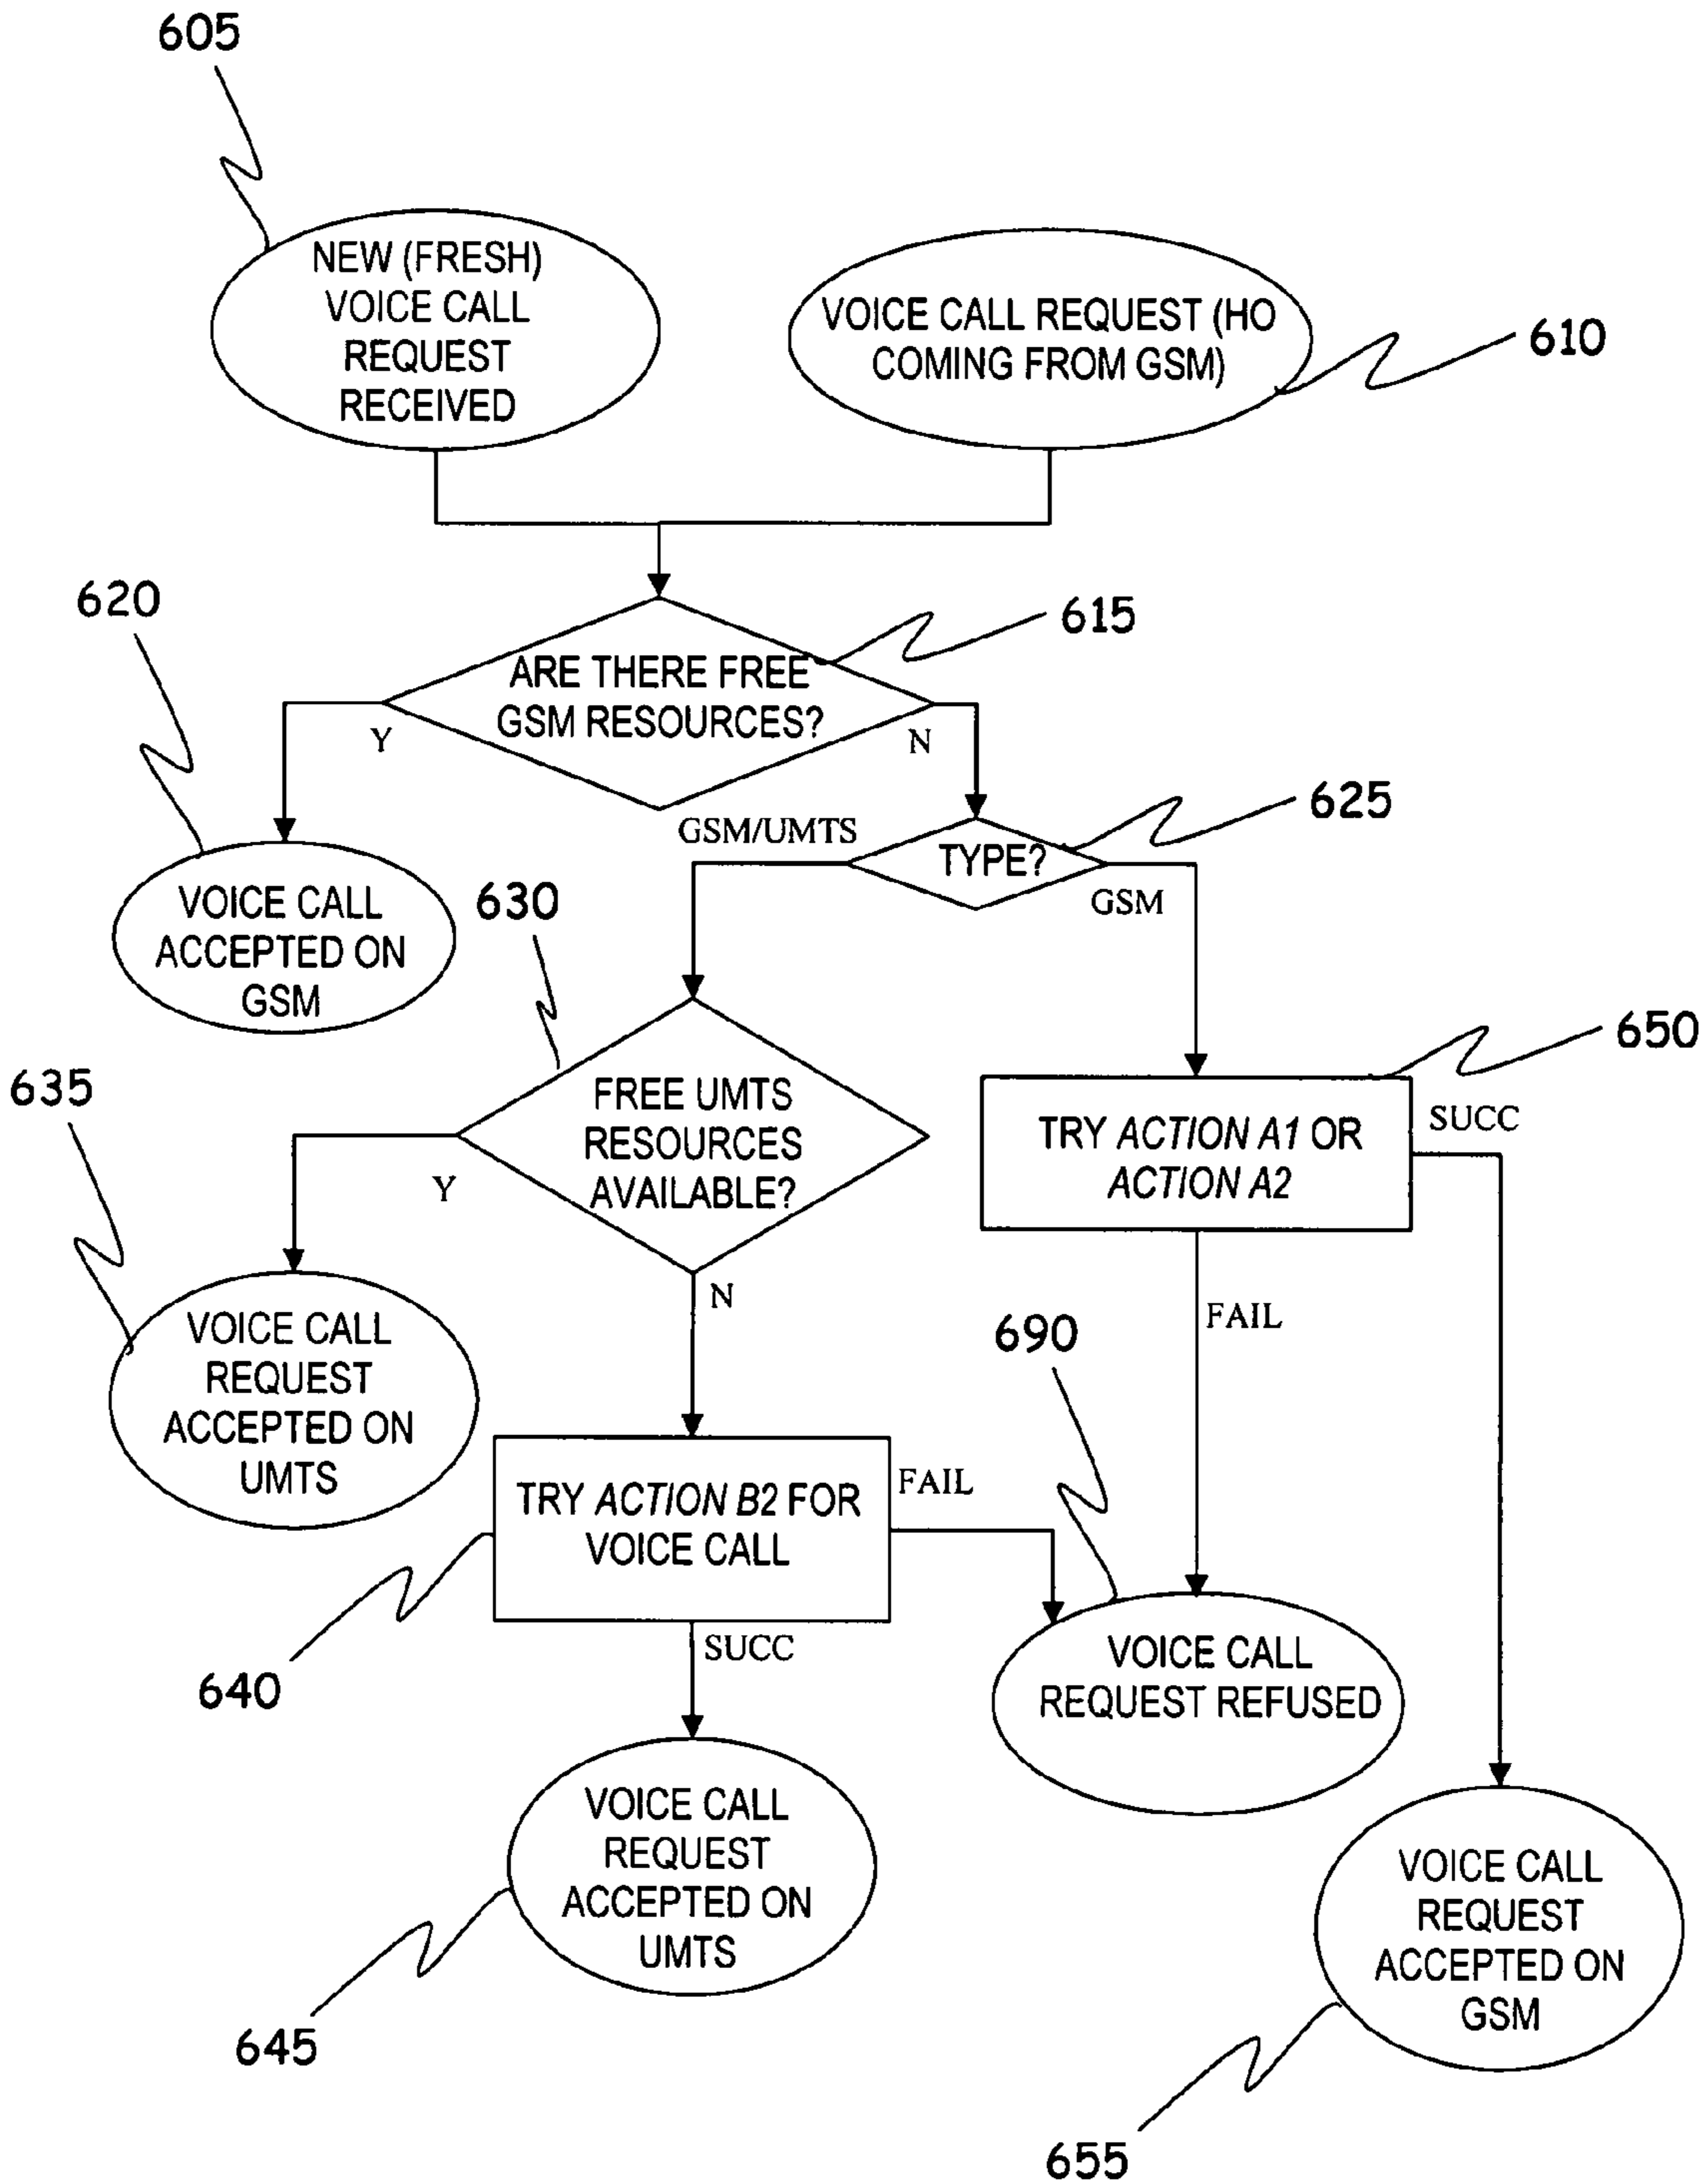 605
NEW (FRESH)
VOICE CALL
REQUEST
RECEIVED
VOICE CALL REQUEST (HO
COMING FROM GSM)
610
620
615
ARE THERE FREE
GSM RESOURCES?
Y
N
625
GSM/UMTS
TYPE?
GSM
VOICE CALL
ACCEPTED ON
GSM
630
650
635
FREE UMTS
RESOURCES
AVAILABLE?
Y
N
TRY ACTION A1 OR
ACTION A2
SUCC
FAIL
690
VOICE CALL
REQUEST
ACCEPTED ON
UMTS
TRY ACTION B2 FOR
VOICE CALL
FAIL
SUCC
640
VOICE CALL
REQUEST REFUSED
VOICE CALL
REQUEST
ACCEPTED ON
UMTS
645
VOICE CALL
REQUEST
ACCEPTED ON
GSM
655